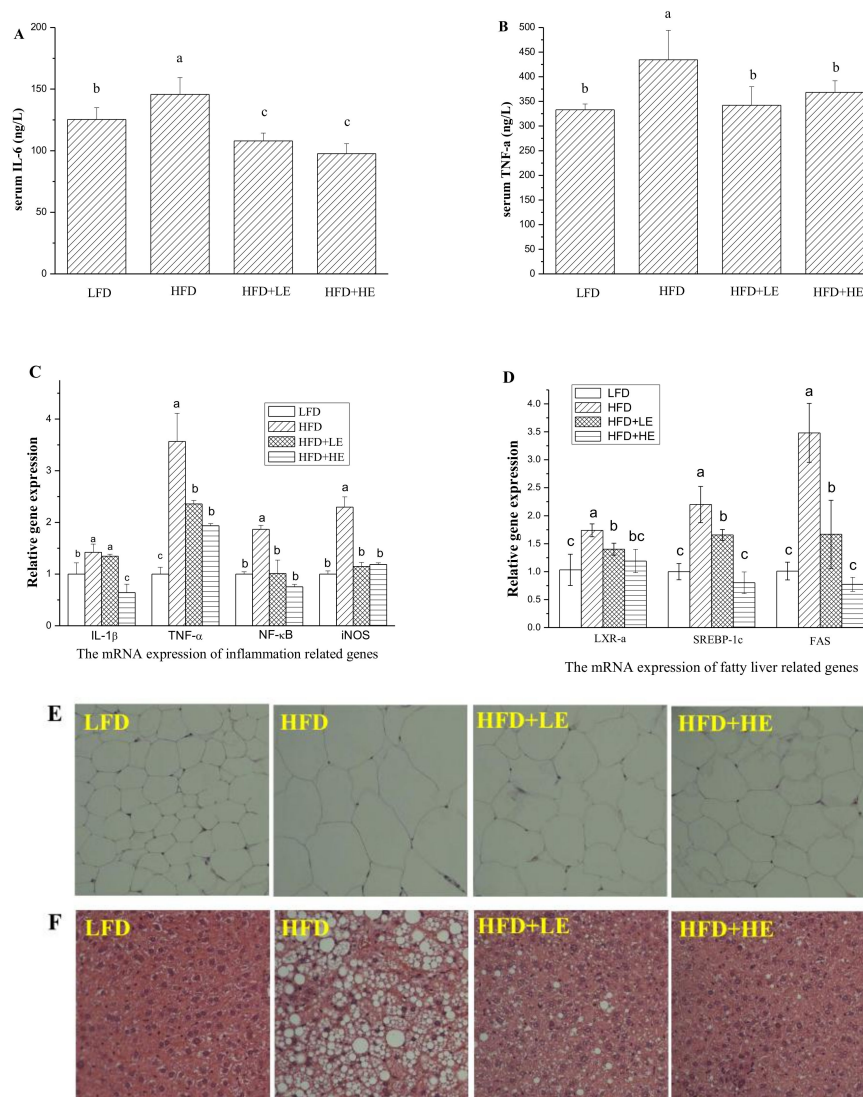 A
serum IL-6 (ng/L)
200
150
100
50
0
b
a
c
c
LFD
HFD
HFD+LE
HFD+HE
B
serum TNF-a (ng/L)
500
450
400
350
300
250
200
150
100
50
0
b
a
b
b
LFD
HFD
HFD+LE
HFD+HE
C
Relative gene expression
4
3
2
1
0
LFD
HFD
HFD+LE
HFD+HE
b a a c
c a b b
b a b b
b a b b
IL-1β
TNF-α
NF-κB
iNOS
The mRNA expression of inflammation related genes
D
Relative gene expression
4.0
3.5
3.0
2.5
2.0
1.5
1.0
0.5
0.0
LFD
HFD
HFD+LE
HFD+HE
c a b bc
c a b c
c a b c
LXR-a
SREBP-1c
FAS
The mRNA expression of fatty liver related genes
E
LFD
HFD
HFD+LE
HFD+HE
F
LFD
HFD
HFD+LE
HFD+HE